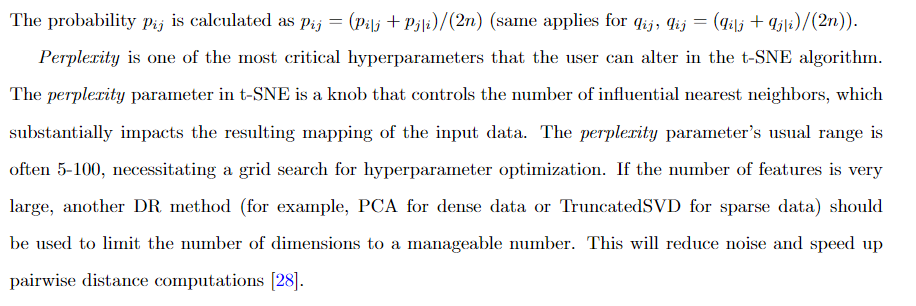 The probability p_{ij} is calculated as p_{ij} = (p_{i|j} + p_{j|i})/(2n) (same applies for q_{ij}, q_{ij} = (q_{i|j} + q_{j|i})/(2n)).
Perplexity is one of the most critical hyperparameters that the user can alter in the t-SNE algorithm.
The perplexity parameter in t-SNE is a knob that controls the number of influential nearest neighbors, which
substantially impacts the resulting mapping of the input data. The perplexity parameter's usual range is
often 5-100, necessitating a grid search for hyperparameter optimization. If the number of features is very
large, another DR method (for example, PCA for dense data or TruncatedSVD for sparse data) should
be used to limit the number of dimensions to a manageable number. This will reduce noise and speed up
pairwise distance computations [28].